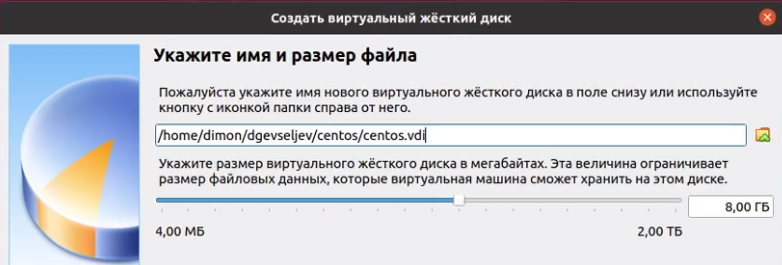 Создать виртуальный жёсткий диск
Укажите имя и размер файла
Пожалуйста укажите имя нового виртуального жёсткого диска в поле снизу или используйте
кнопку с иконкой папки справа от него.
/home/dimon/dgevseljev/centos/centos.vdi
Укажите размер виртуального жёсткого диска в мегабайтах. Эта величина ограничивает
размер файловых данных, которые виртуальная машина сможет хранить на этом диске.
8,00 ГБ
4,00 МБ 2,00 ТБ